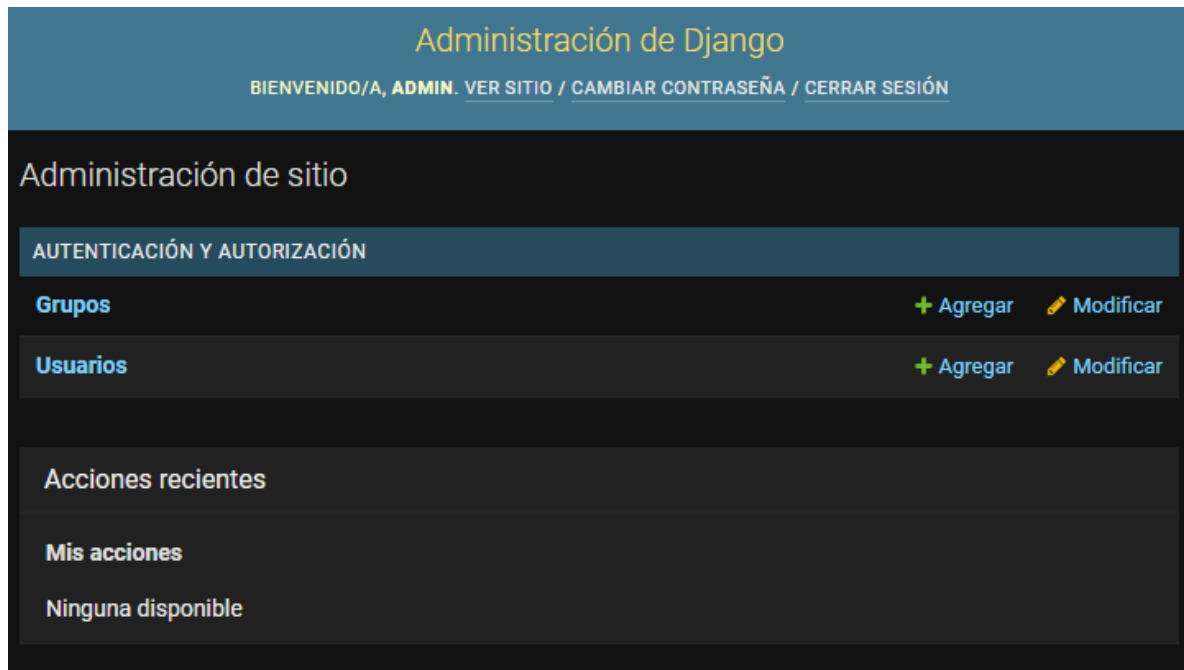 Administración de Django
BIENVENIDO/A, ADMIN. VER SITIO / CAMBIAR CONTRASEÑA / CERRAR SESIÓN
Administración de sitio
AUTENTICACIÓN Y AUTORIZACIÓN
Grupos Agregar Modificar
Usuarios Agregar Modificar
Acciones recientes
Mis acciones
Ninguna disponible